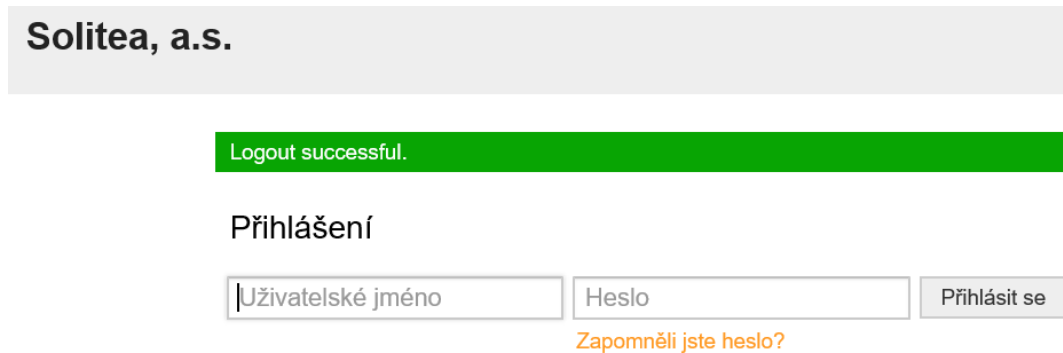 Solitea, a.s.
Logout successful.
Přihlášení
Uživatelské jméno Heslo Přihlásit se
Zapomněli jste heslo?